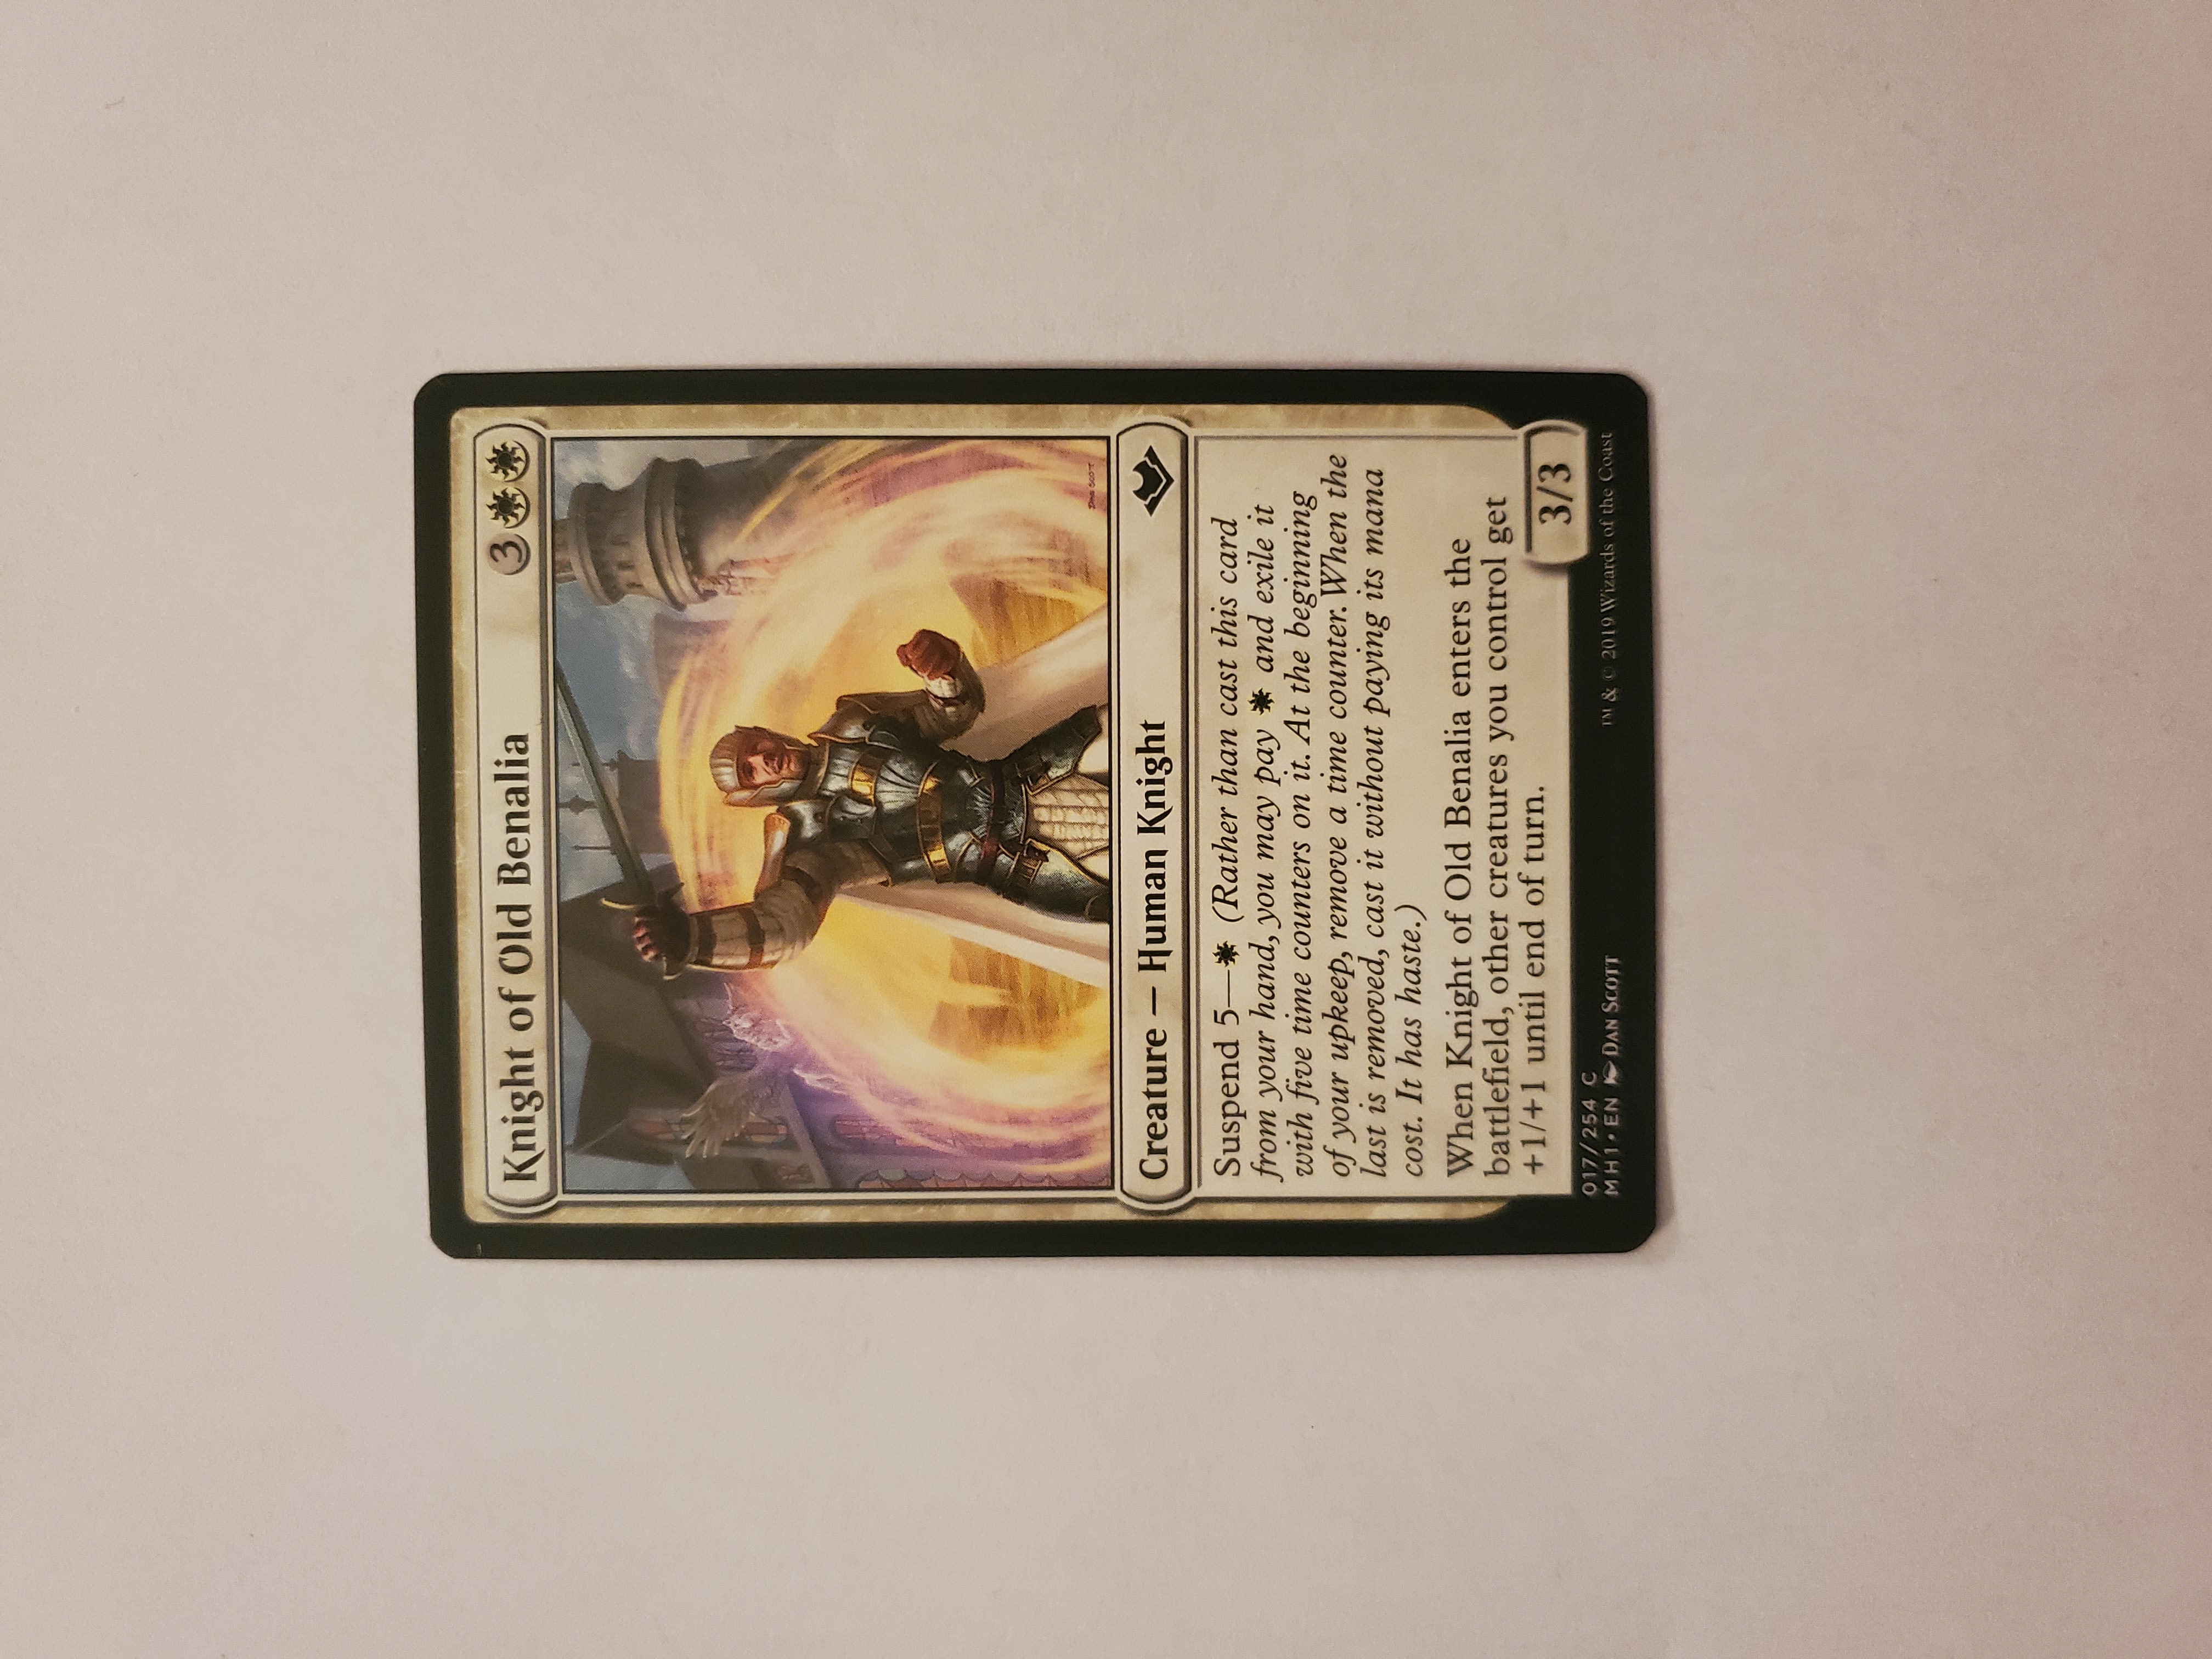 Knight of Old Benalia 3
DAN SCOTT
Creature — Human Knight
Suspend 5— (Rather than cast this card
from your hand, you may pay and exile it
with five time counters on it. At the beginning
of your upkeep, remove a time counter. When the
last is removed, cast it without paying its mana
cost. It has haste.)
When Knight of Old Benalia enters the
battlefield, other creatures you control get
+1/+1 until end of turn.
3/3
017/254 C
MH1•EN DAN SCOTT
™ & © 2019 Wizards of the Coast